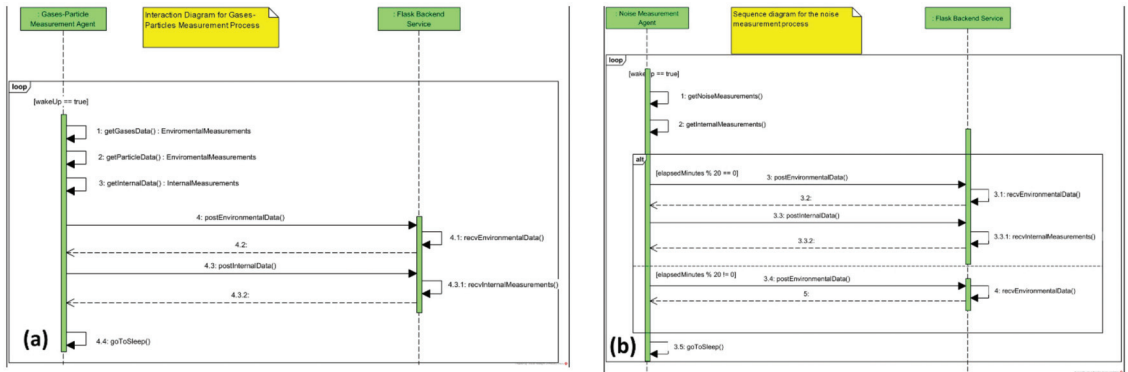 : Gases-Particle
Measurement Agent
Interaction Diagram for Gases-
Particles Measurement Process
: Flask Backend
Service
loop
[wakeUp == true]
1: getGasesData() : EnviromentalMeasurements
2: getParticleData() : EnviromentalMeasurements
3: getInternalData() : InternalMeasurements
4: postEnvironmentalData()
4.1: recvEnvironmentalData()
4.2:
4.3: postInternalData()
4.3.1: recvInternalMeasurements()
4.3.2:
4.4: goToSleep()
(a)
: Noise Measurement
Agent
Sequence diagram for the noise
measurement process
: Flask Backend Service
loop
[wakeUp == true]
1: getNoiseMeasurements()
2: getInternalMeasurements()
alt
[elapsedMinutes % 20 == 0]
3: postEnvironmentalData()
3.1: recvEnvironmentalData()
3.2:
3.3: postInternalData()
3.3.1: recvInternalMeasurements()
3.3.2:
[elapsedMinutes % 20 != 0]
3.4: postEnvironmentalData()
4: recvEnvironmentalData()
5:
3.5: goToSleep()
(b)